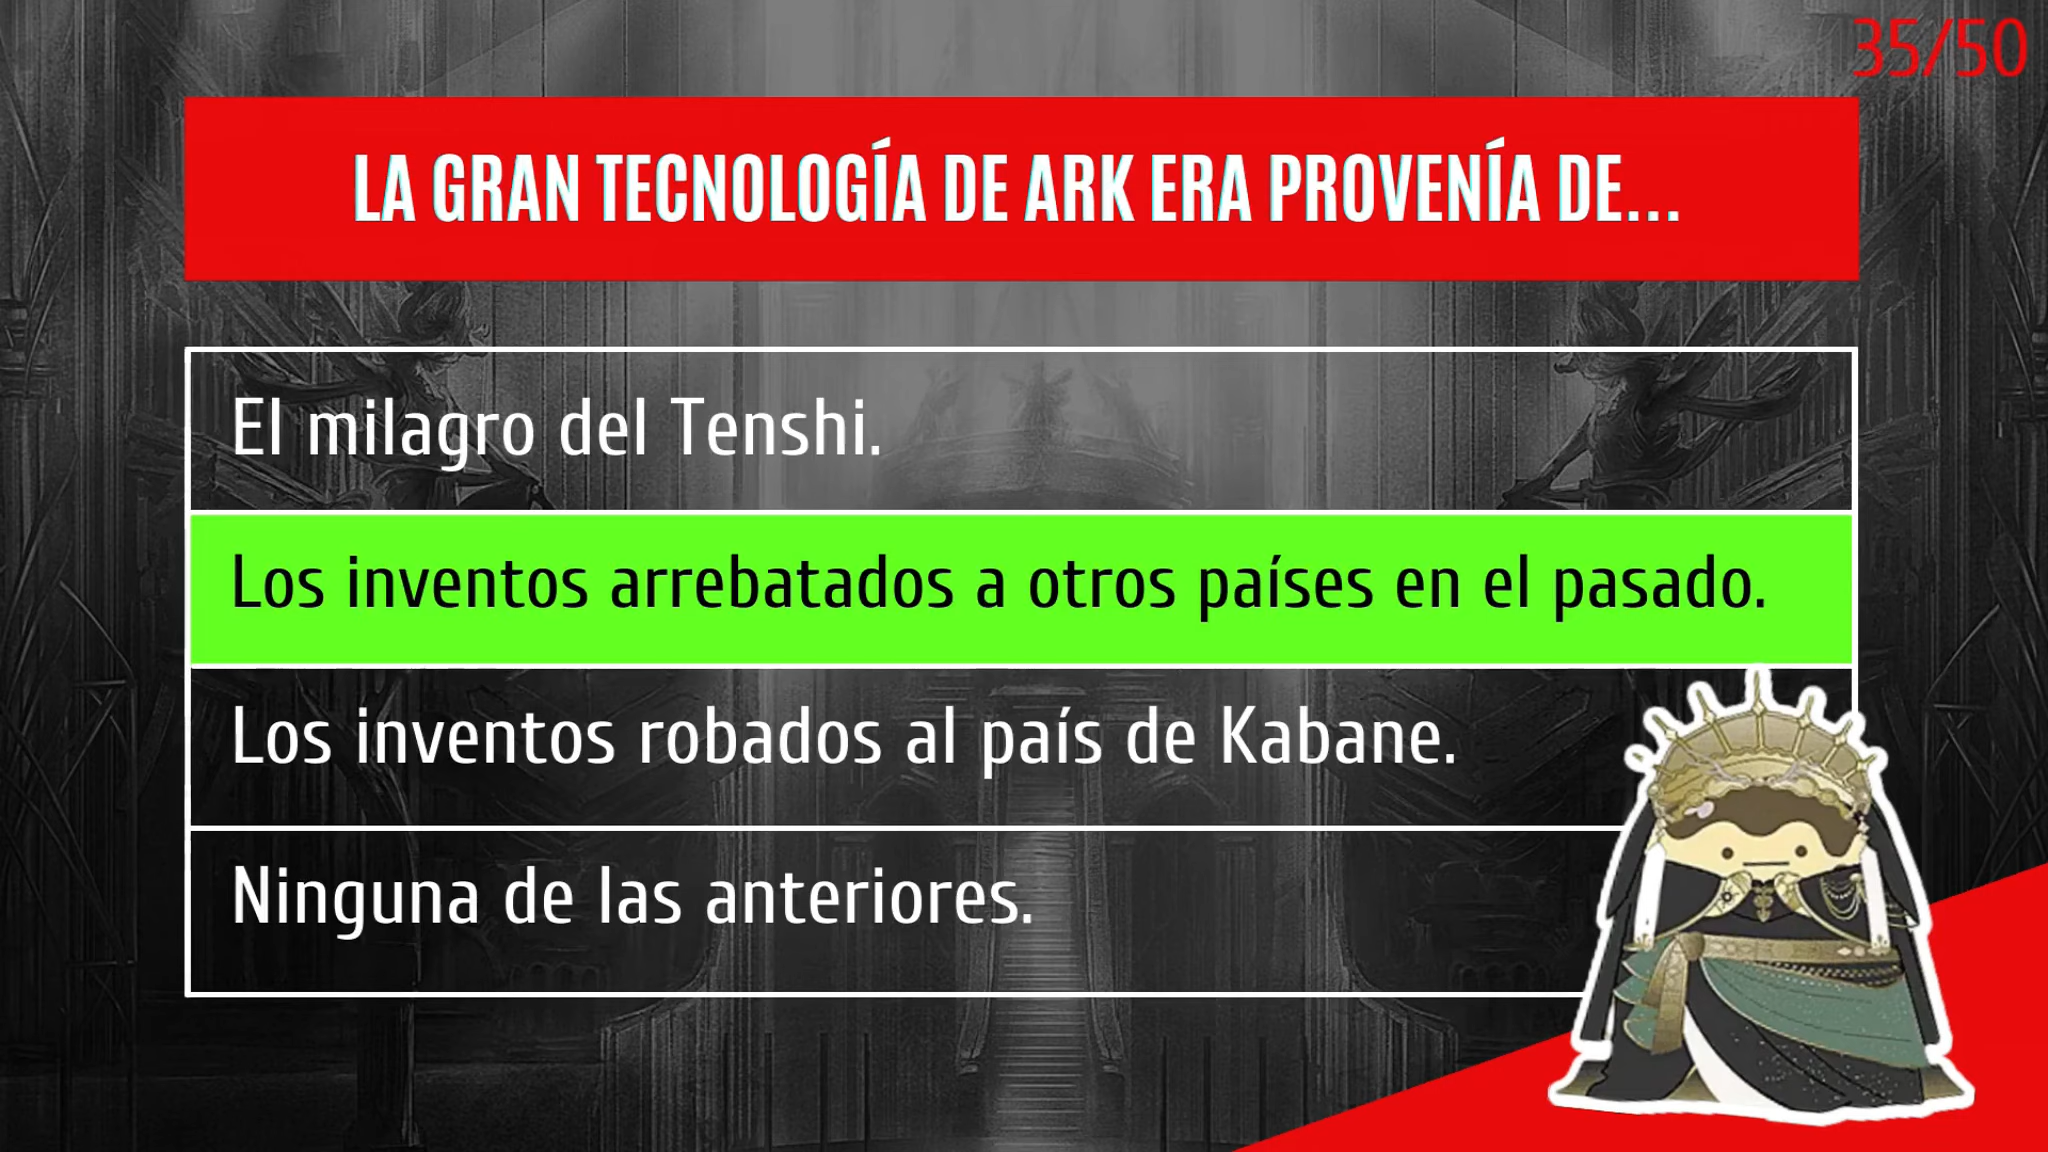 35/50
LA GRAN TECNOLOGÍA DE ARK ERA PROVENÍA DE...
El milagro del Tenshi.
Los inventos arrebatados a otros países en el pasado.
Los inventos robados al país de Kabane.
Ninguna de las anteriores.